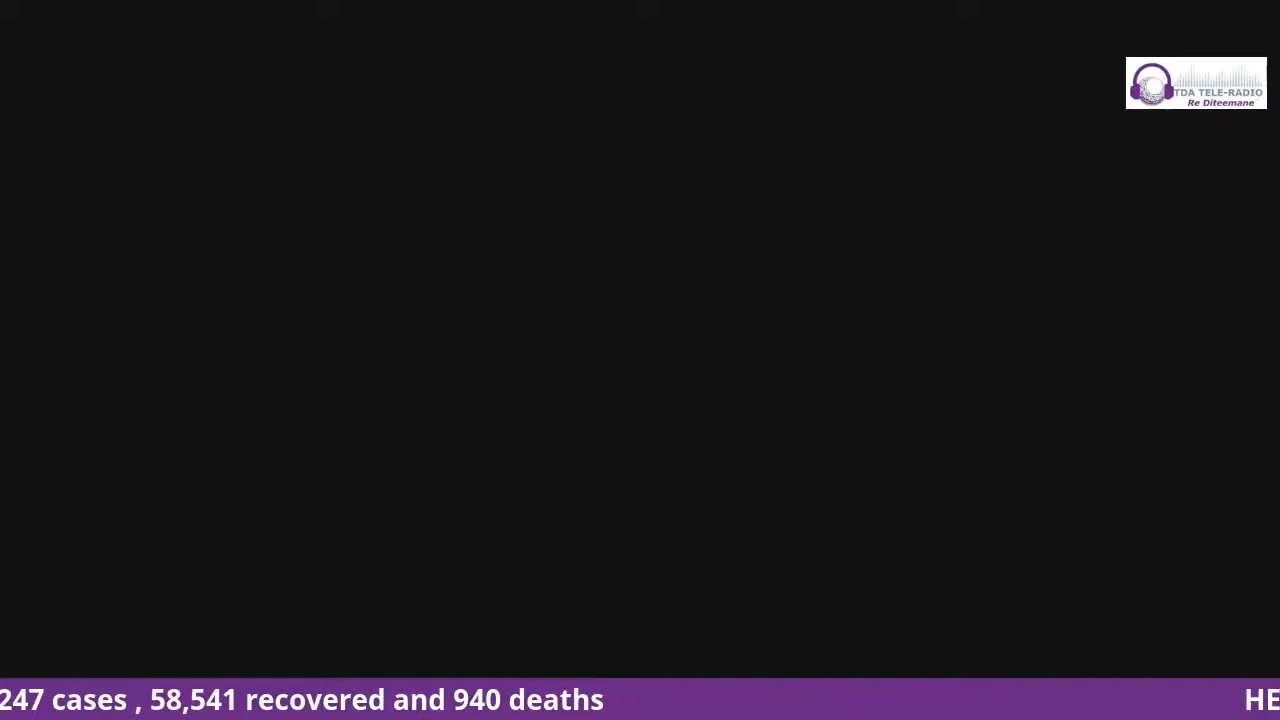 TDA TELE-RADIO
Re Diteemane
247 cases , 58,541 recovered and 940 deaths
HE